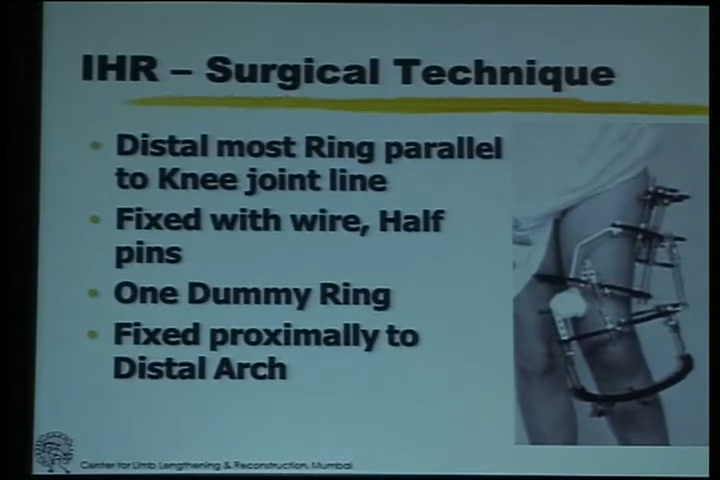 IHR – Surgical Technique
• Distal most Ring parallel
to Knee joint line
• Fixed with wire, Half
pins
• One Dummy Ring
• Fixed proximally to
Distal Arch
Center for Limb Lengthening & Reconstruction, Mumbai